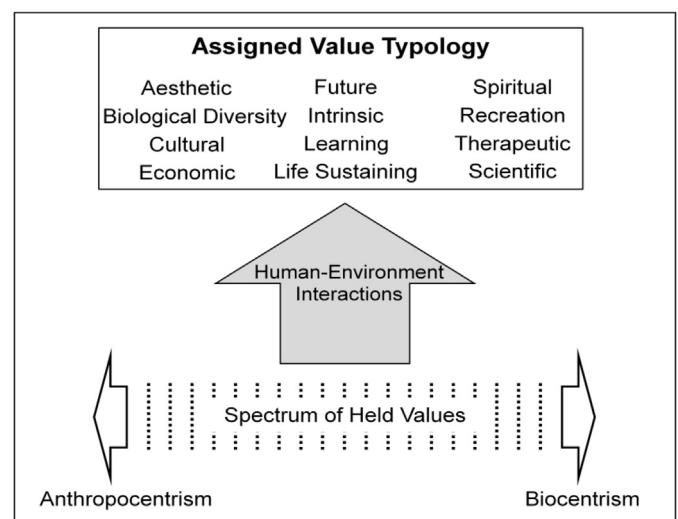 Assigned Value Typology
Aesthetic Future Spiritual
Biological Diversity Intrinsic Recreation
Cultural Learning Therapeutic
Economic Life Sustaining Scientific
Human-Environment
Interactions
Spectrum of Held Values
Anthropocentrism Biocentrism